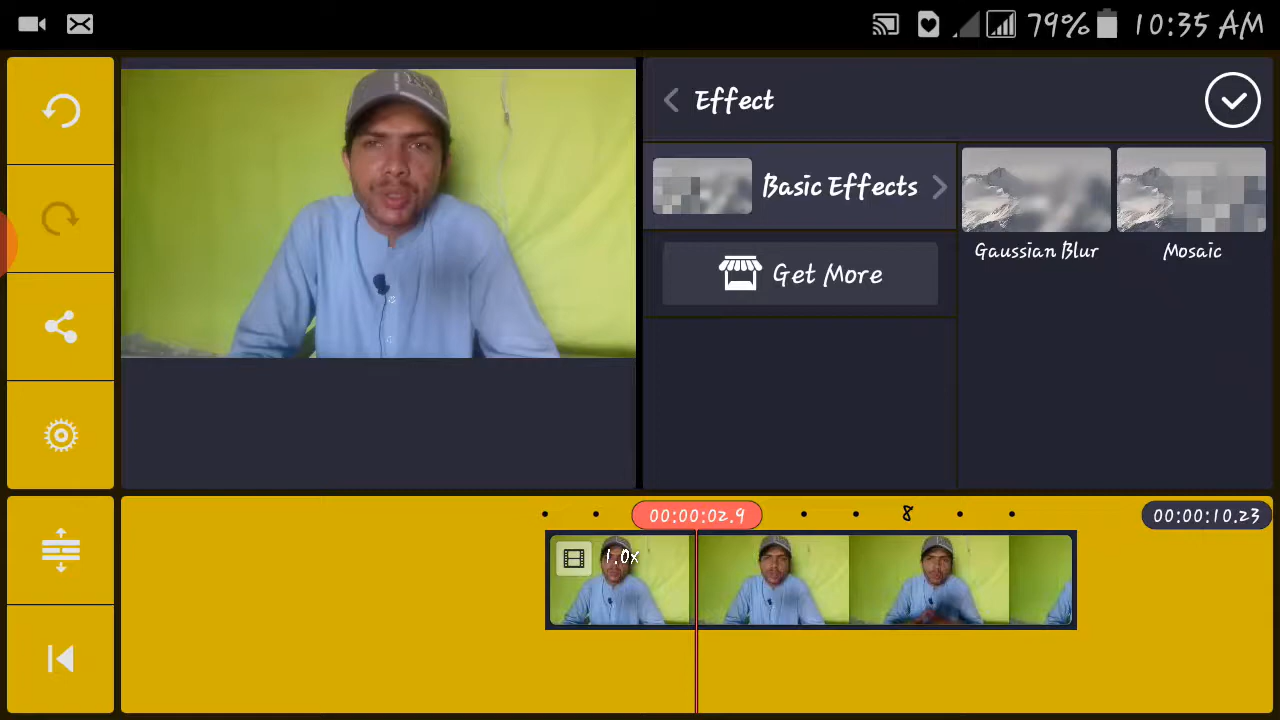 79% 10:35 AM
Effect
Basic Effects
Get More
Gaussian Blur
Mosaic
00:00:02.9
8
00:00:10.23
1.0x